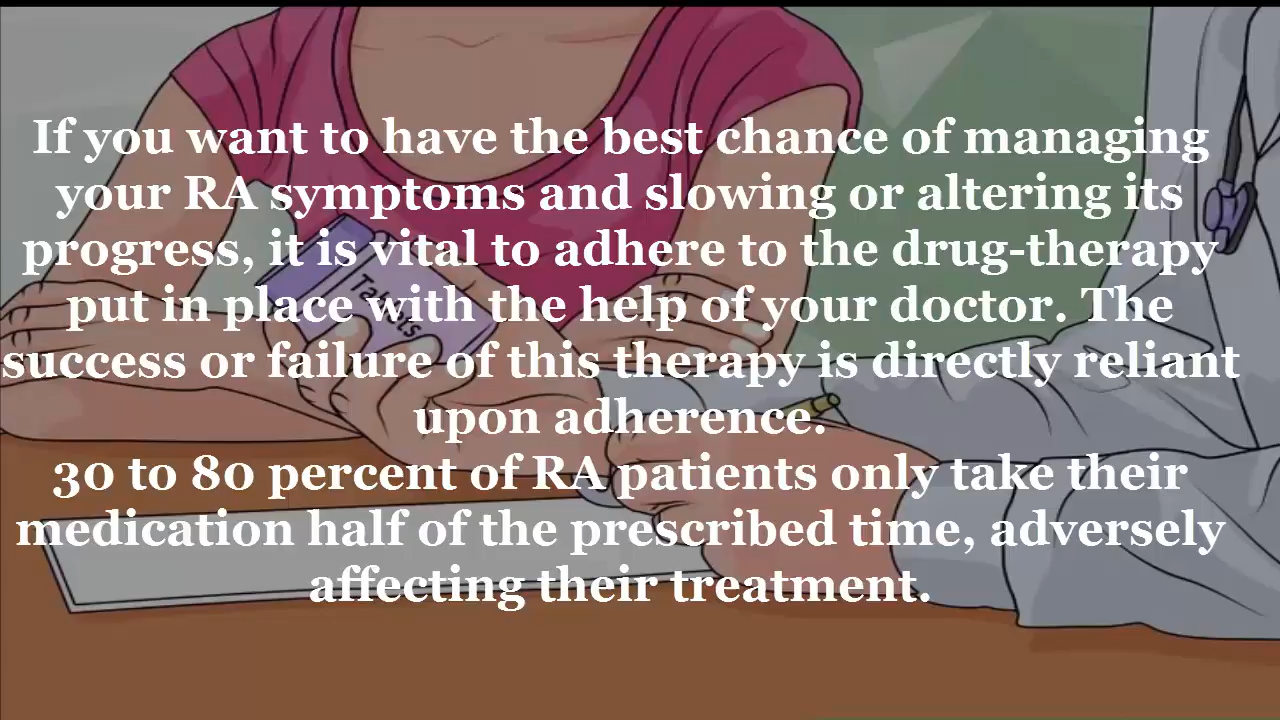 If you want to have the best chance of managing
your RA symptoms and slowing or altering its
progress, it is vital to adhere to the drug-therapy
put in place with the help of your doctor. The
success or failure of this therapy is directly reliant
upon adherence.
30 to 80 percent of RA patients only take their
medication half of the prescribed time, adversely
affecting their treatment.
Tablets